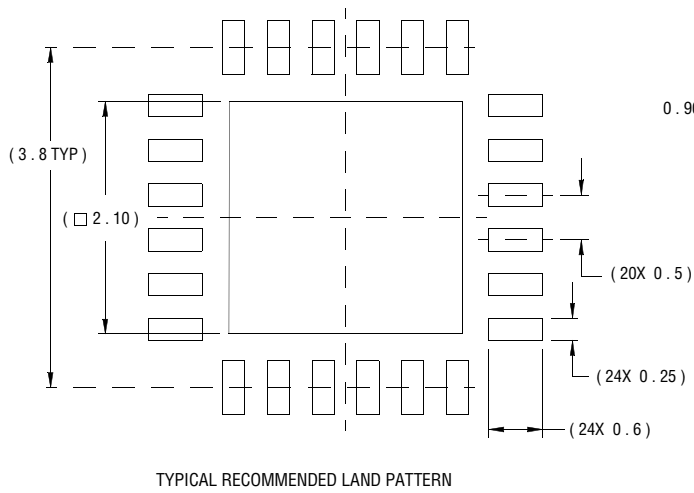 0.90
( 3.8 TYP )
( □ 2.10 )
( 20X 0.5 )
( 24X 0.25 )
( 24X 0.6 )
TYPICAL RECOMMENDED LAND PATTERN